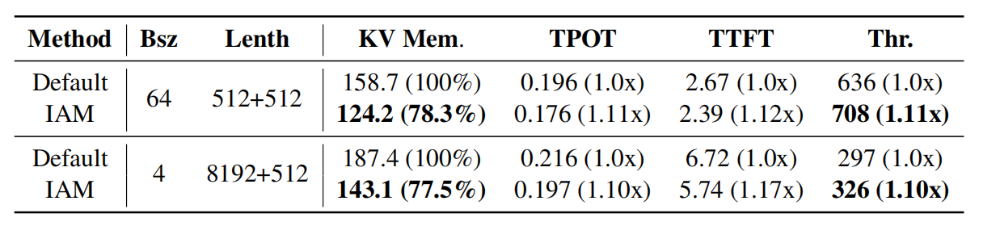 Method Bsz Lenth KV Mem. TPOT TTFT Thr.
Default 158.7 (100%) 0.196 (1.0x) 2.67 (1.0x) 636 (1.0x)
64 512+512
IAM 124.2 (78.3%) 0.176 (1.11x) 2.39 (1.12x) 708 (1.11x)
Default 187.4 (100%) 0.216 (1.0x) 6.72 (1.0x) 297 (1.0x)
4 8192+512
IAM 143.1 (77.5%) 0.197 (1.10x) 5.74 (1.17x) 326 (1.10x)